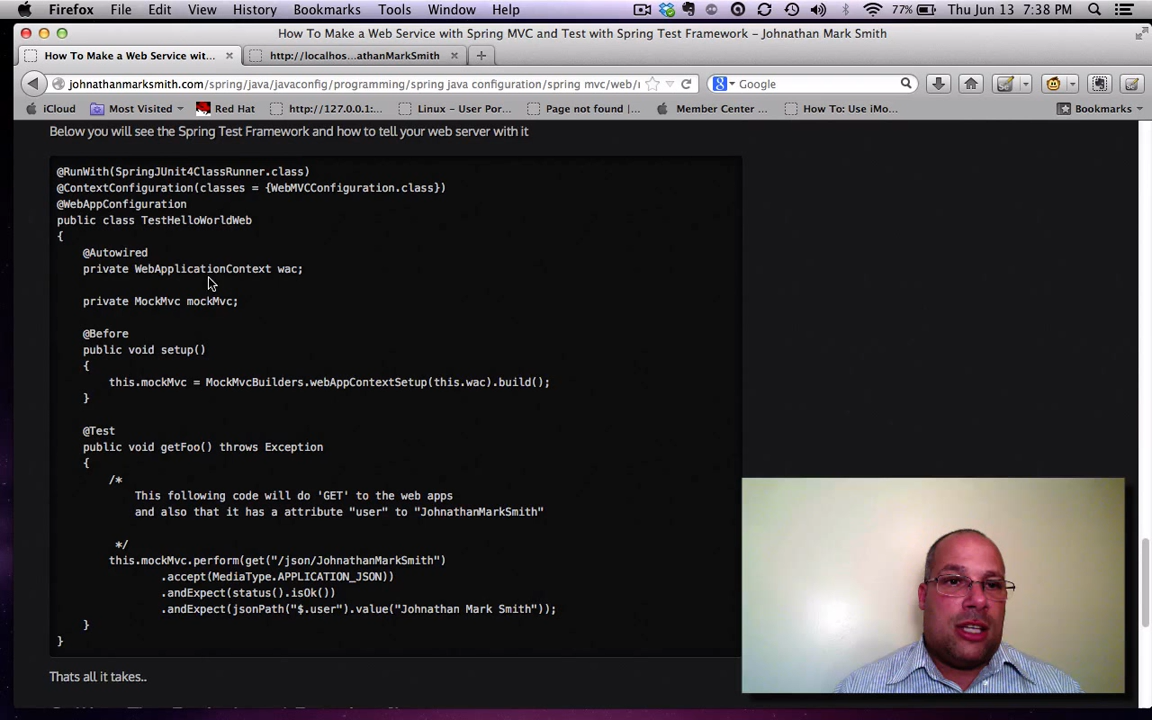 Firefox File Edit View History Bookmarks Tools Window Help 77% Thu Jun 13 7:38 PM
How To Make a Web Service with Spring MVC and Test with Spring Test Framework - Johnathan Mark Smith
How To Make a Web Service wit... http://localhos...athanMarkSmith
johnathanmarksmith.com/spring/java/javaconfig/programming/spring java configuration/spring mvc/web/r Google
iCloud Most Visited Red Hat http://127.0.0.1:... Linux - User Por... Page not found |... Member Center ... How To: Use iMo... Bookmarks
Below you will see the Spring Test Framework and how to tell your web server with it
@RunWith(SpringJUnit4ClassRunner.class)
@ContextConfiguration(classes = {WebMVCConfiguration.class})
@WebAppConfiguration
public class TestHelloWorldWeb
{
@Autowired
private WebApplicationContext wac;
private MockMvc mockMvc;
@Before
public void setup()
{
this.mockMvc = MockMvcBuilders.webAppContextSetup(this.wac).build();
}
@Test
public void getFoo() throws Exception
{
/*
This following code will do 'GET' to the web apps
and also that it has a attribute "user" to "JohnathanMarkSmith"
*/
this.mockMvc.perform(get("/json/JohnathanMarkSmith")
.accept(MediaType.APPLICATION_JSON))
.andExpect(status().isOk())
.andExpect(jsonPath("$.user").value("Johnathan Mark Smith"));
}
}
Thats all it takes..